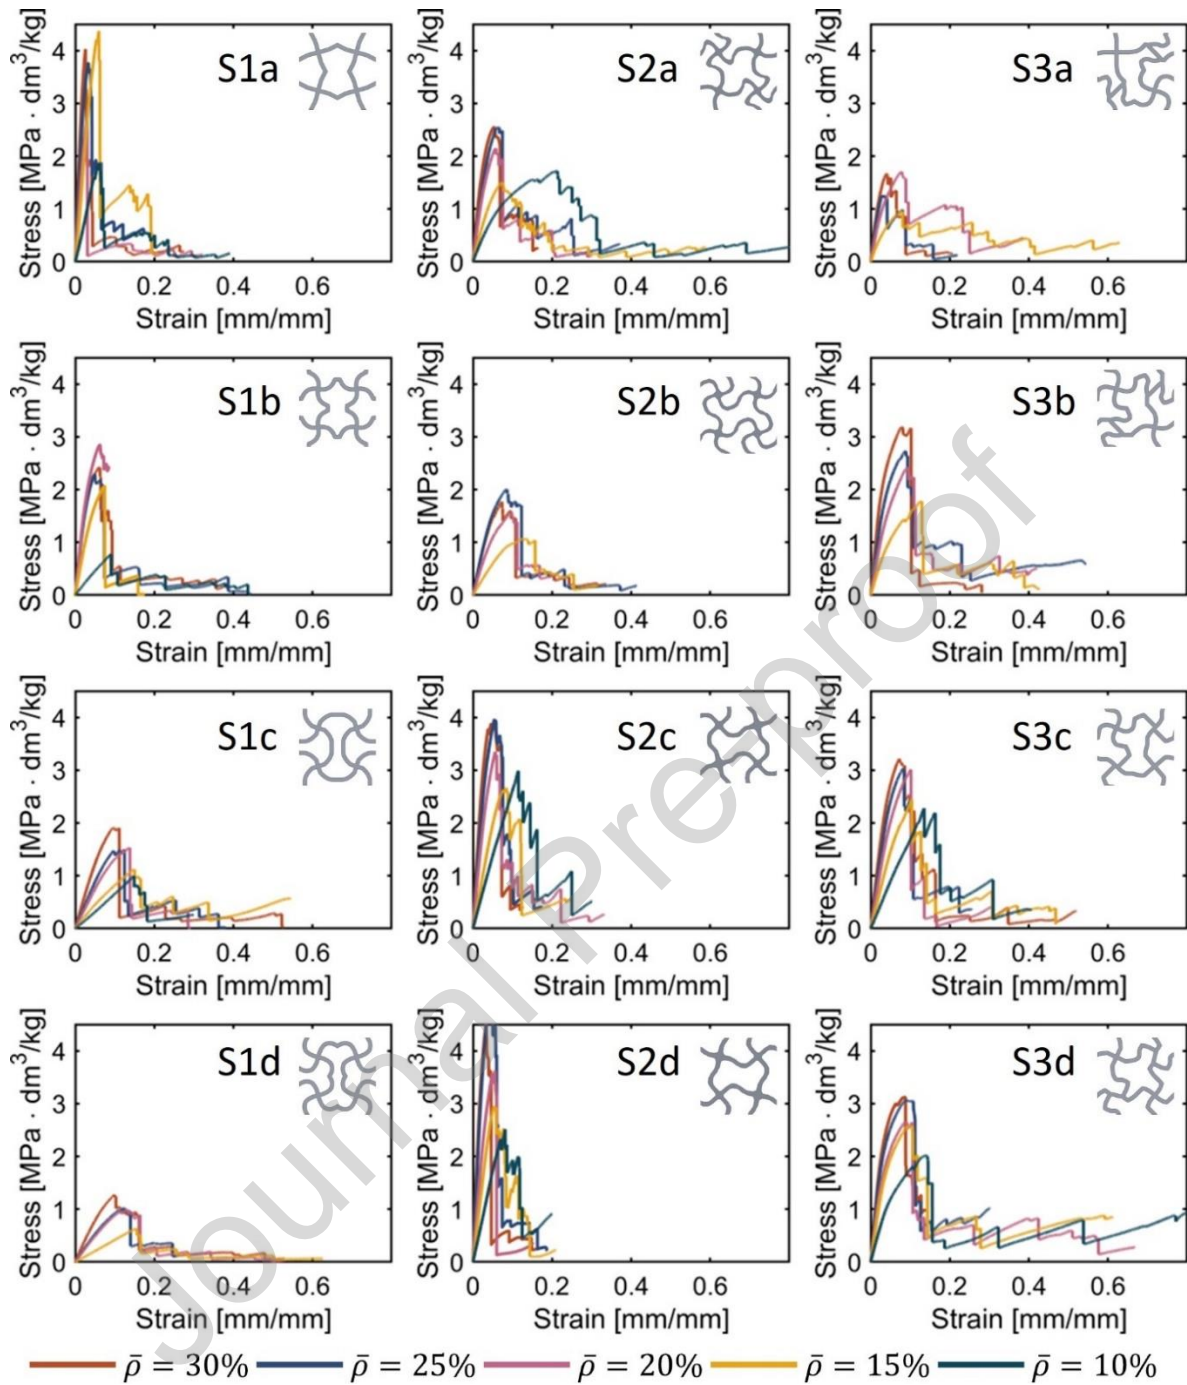 Stress [MPa · dm³/kg]
4
3
2
1
0
S1a
0 0.2 0.4 0.6
Strain [mm/mm]
Stress [MPa · dm³/kg]
4
3
2
1
0
S2a
0 0.2 0.4 0.6
Strain [mm/mm]
Stress [MPa · dm³/kg]
4
3
2
1
0
S3a
0 0.2 0.4 0.6
Strain [mm/mm]
Stress [MPa · dm³/kg]
4
3
2
1
0
S1b
0 0.2 0.4 0.6
Strain [mm/mm]
Stress [MPa · dm³/kg]
4
3
2
1
0
S2b
0 0.2 0.4 0.6
Strain [mm/mm]
Stress [MPa · dm³/kg]
4
3
2
1
0
S3b
0 0.2 0.4 0.6
Strain [mm/mm]
Stress [MPa · dm³/kg]
4
3
2
1
0
S1c
0 0.2 0.4 0.6
Strain [mm/mm]
Stress [MPa · dm³/kg]
4
3
2
1
0
S2c
0 0.2 0.4 0.6
Strain [mm/mm]
Stress [MPa · dm³/kg]
4
3
2
1
0
S3c
0 0.2 0.4 0.6
Strain [mm/mm]
Stress [MPa · dm³/kg]
4
3
2
1
0
S1d
0 0.2 0.4 0.6
Strain [mm/mm]
Stress [MPa · dm³/kg]
4
3
2
1
0
S2d
0 0.2 0.4 0.6
Strain [mm/mm]
Stress [MPa · dm³/kg]
4
3
2
1
0
S3d
0 0.2 0.4 0.6
Strain [mm/mm]
ρ̄ = 30% ρ̄ = 25% ρ̄ = 20% ρ̄ = 15% ρ̄ = 10%
Journal Pre-proof